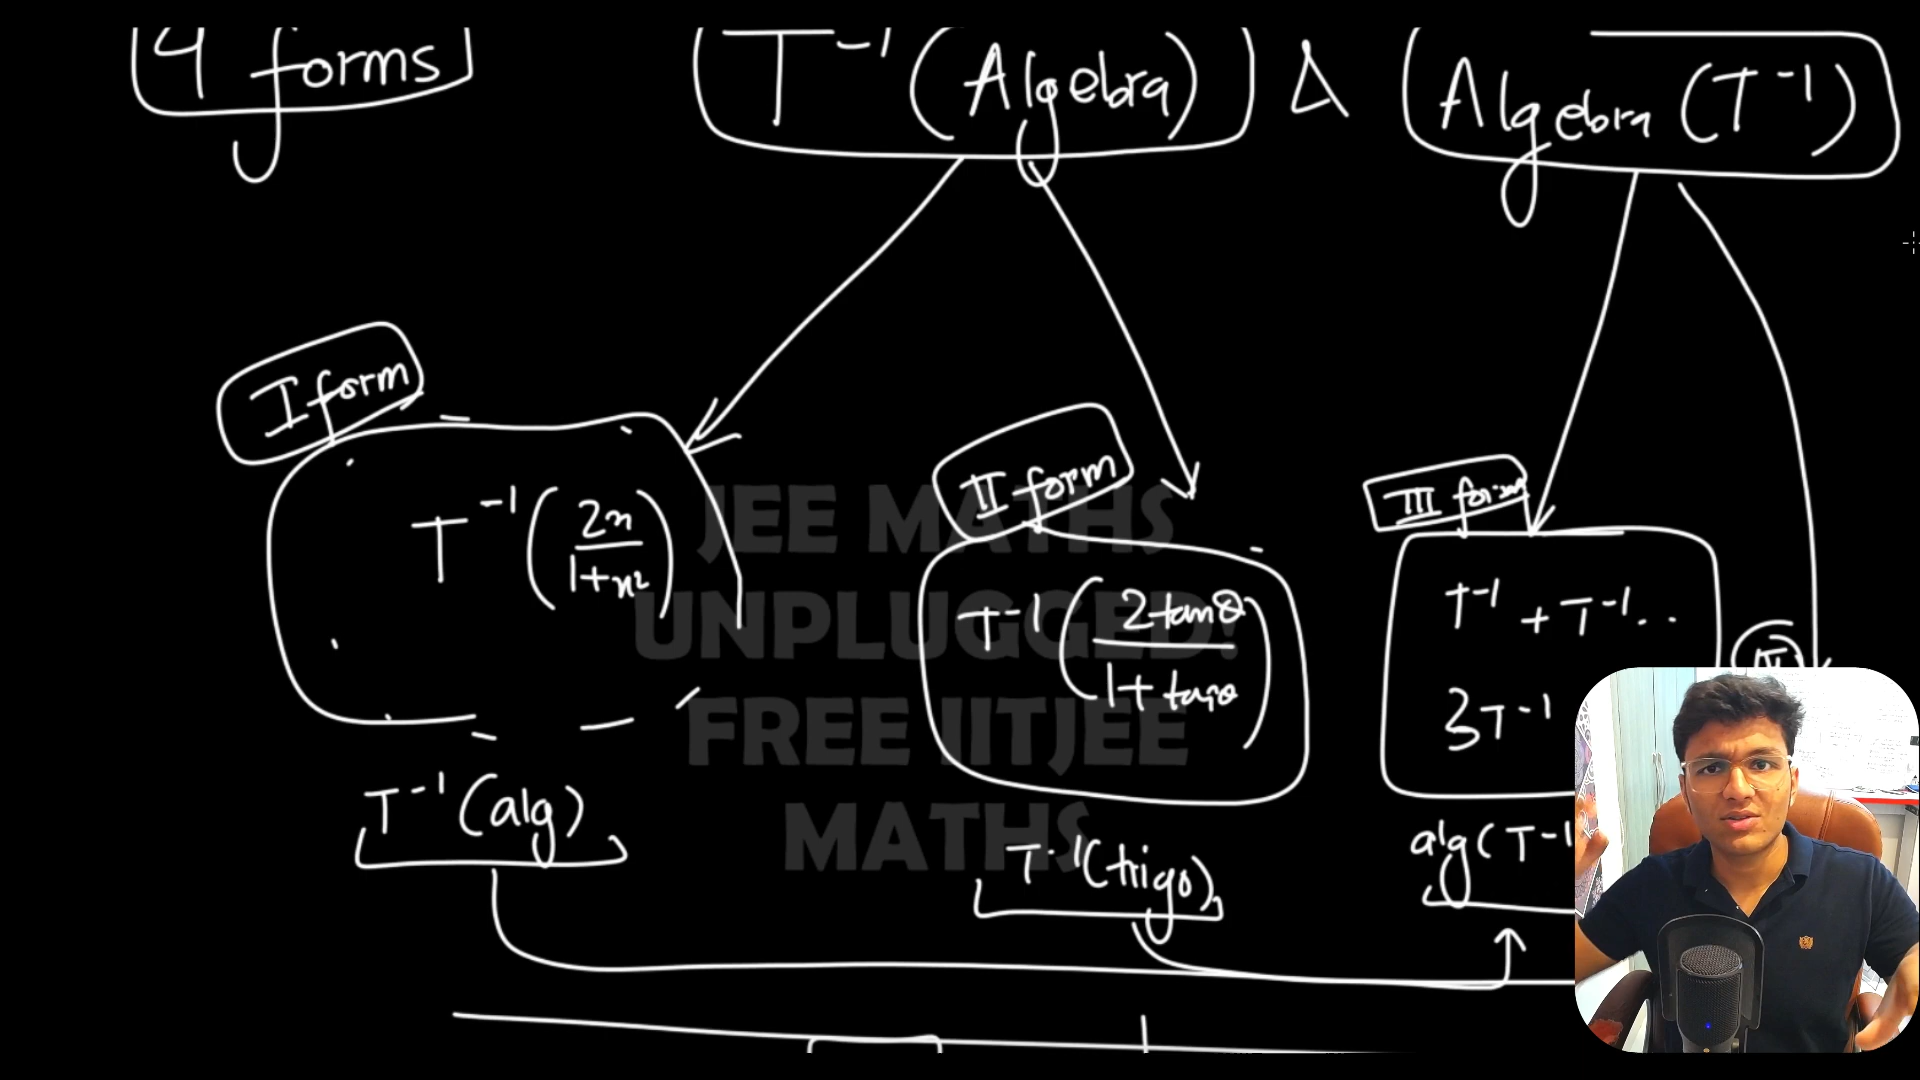 4 forms
T⁻¹ (Algebra) & Algebra (T⁻¹)
I form
T⁻¹ (2x / 1+x²)
T⁻¹ (alg)
II form
T⁻¹ (2tanθ / 1+tan²θ)
T⁻¹ (trigo)
III form
T⁻¹ + T⁻¹..
3T⁻¹
alg (T⁻¹
IV
JEE MATHS
UNPLUGGED!
FREE IITJEE
MATHS